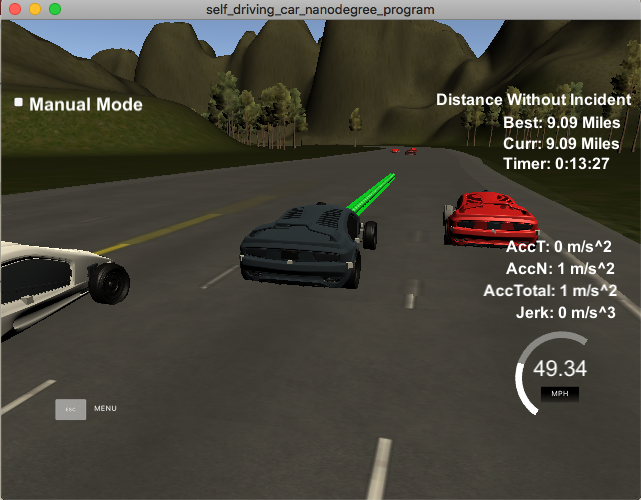 self_driving_car_nanodegree_program
Manual Mode
Distance Without Incident
Best: 9.09 Miles
Curr: 9.09 Miles
Timer: 0:13:27
AccT: 0 m/s^2
AccN: 1 m/s^2
AccTotal: 1 m/s^2
Jerk: 0 m/s^3
49.34
MPH
ESC MENU